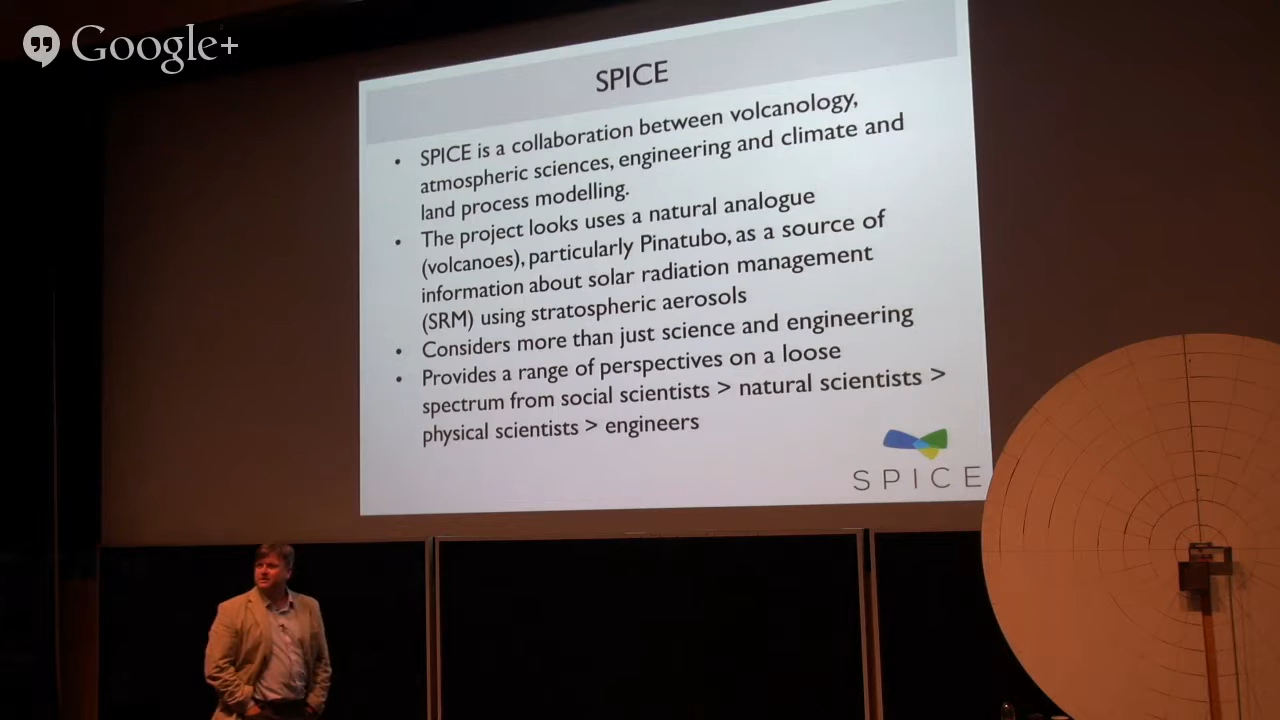 Google+
SPICE
• SPICE is a collaboration between volcanology,
atmospheric sciences, engineering and climate and
land process modelling.
• The project looks uses a natural analogue
(volcanoes), particularly Pinatubo, as a source of
information about solar radiation management
(SRM) using stratospheric aerosols
• Considers more than just science and engineering
• Provides a range of perspectives on a loose
spectrum from social scientists > natural scientists >
physical scientists > engineers
SPICE